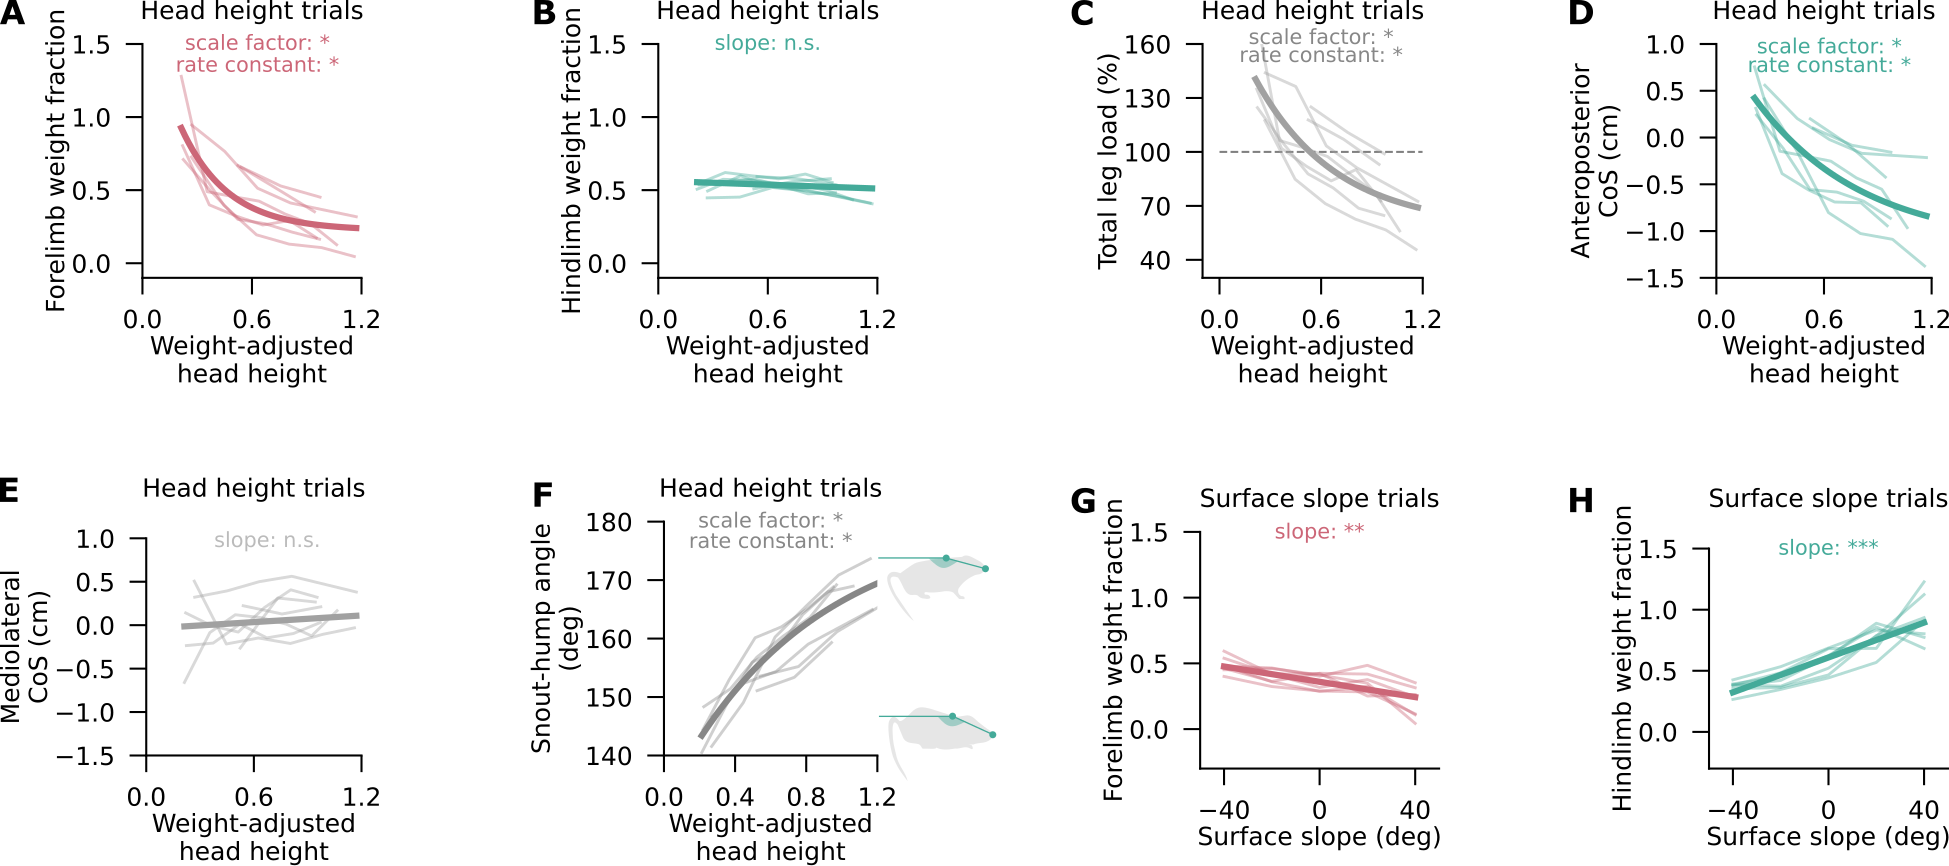 A
Head height trials
scale factor: *
rate constant: *
Forelimb weight fraction
1.5
1.0
0.5
0.0
0.0 0.6 1.2
Weight-adjusted
head height
B
Head height trials
slope: n.s.
Hindlimb weight fraction
1.5
1.0
0.5
0.0
0.0 0.6 1.2
Weight-adjusted
head height
C
Head height trials
scale factor: *
rate constant: *
Total leg load (%)
160
130
100
70
40
0.0 0.6 1.2
Weight-adjusted
head height
D
Head height trials
scale factor: *
rate constant: *
Anteroposterior
CoS (cm)
1.0
0.5
0.0
−0.5
−1.0
−1.5
0.0 0.6 1.2
Weight-adjusted
head height
E
Head height trials
slope: n.s.
Mediolateral
CoS (cm)
1.0
0.5
0.0
−0.5
−1.0
−1.5
0.0 0.6 1.2
Weight-adjusted
head height
F
Head height trials
scale factor: *
rate constant: *
Snout-hump angle
(deg)
180
170
160
150
140
0.0 0.4 0.8 1.2
Weight-adjusted
head height
G
Surface slope trials
slope: **
Forelimb weight fraction
1.5
1.0
0.5
0.0
−40 0 40
Surface slope (deg)
H
Surface slope trials
slope: ***
Hindlimb weight fraction
1.5
1.0
0.5
0.0
−40 0 40
Surface slope (deg)